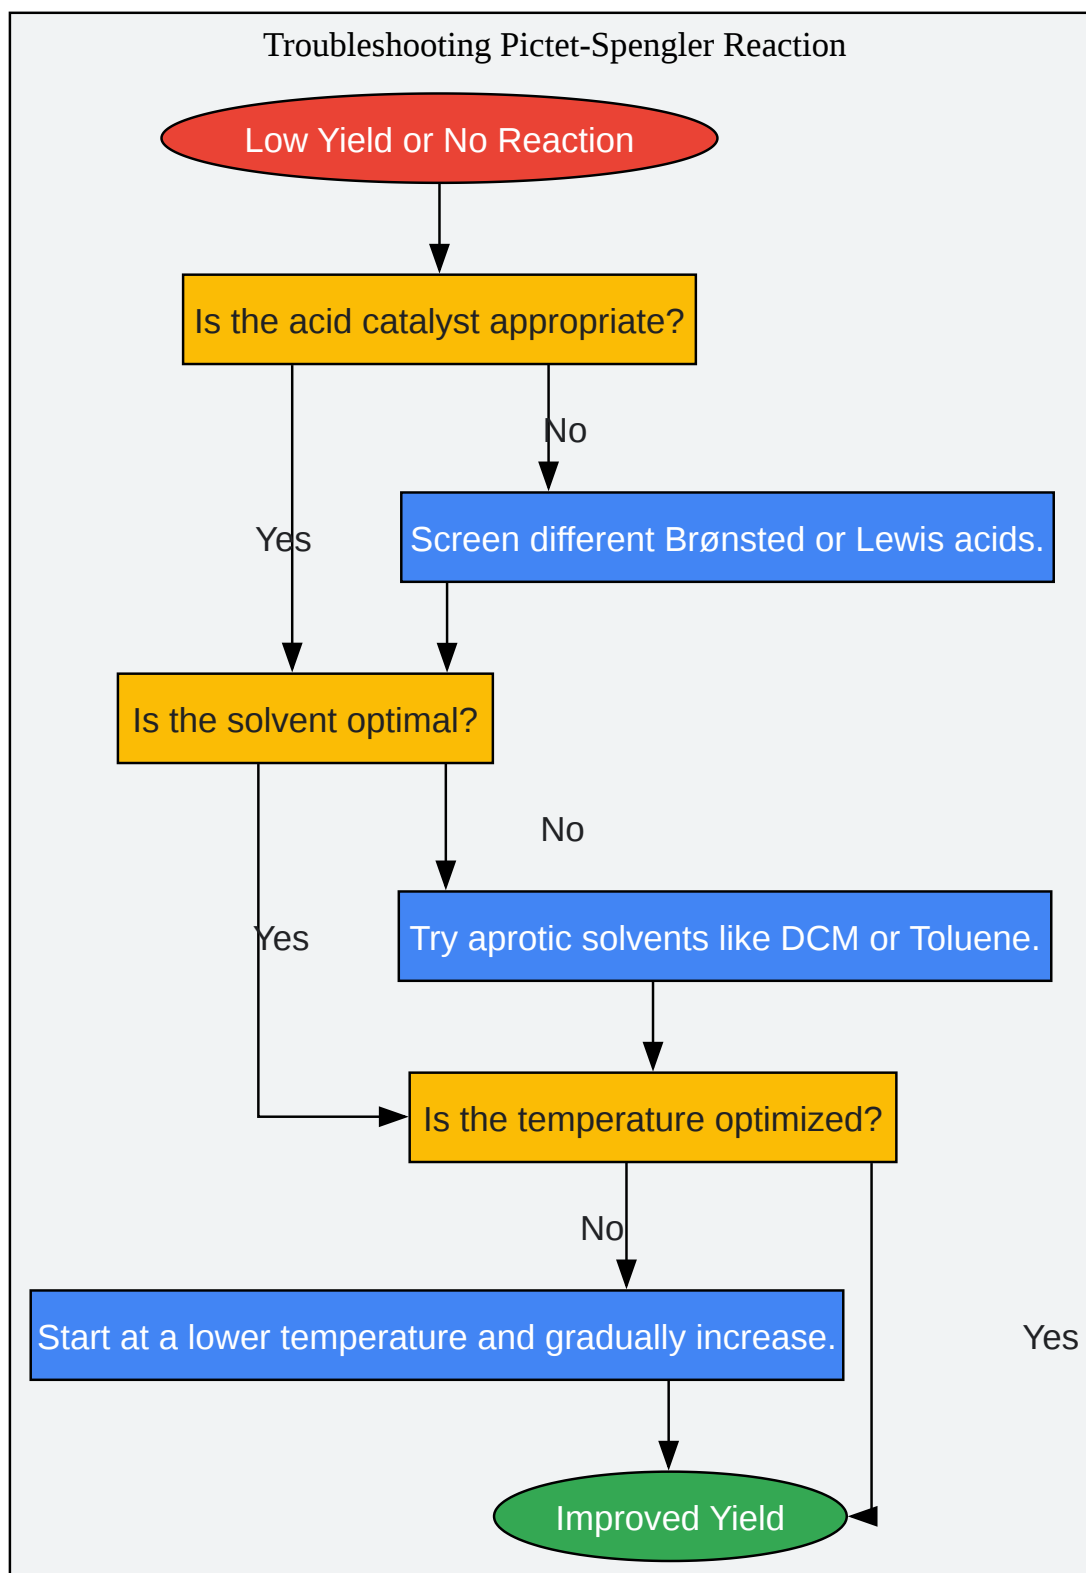 Troubleshooting Pictet-Spengler Reaction
Low Yield or No Reaction
Is the acid catalyst appropriate?
No
Yes
Screen different Brønsted or Lewis acids.
Is the solvent optimal?
No
Yes
Try aprotic solvents like DCM or Toluene.
Is the temperature optimized?
No
Start at a lower temperature and gradually increase.
Yes
Improved Yield